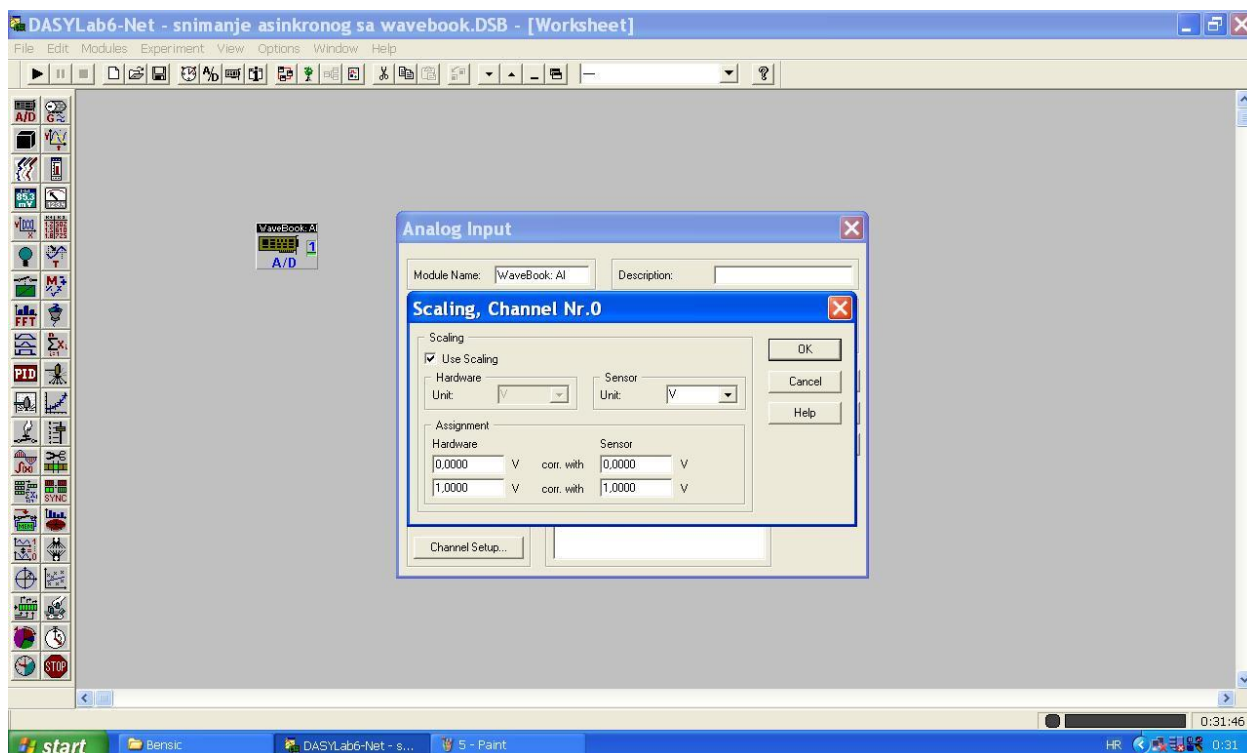 DASYLab6-Net - snimanje asinkronog sa wavebook.DSB - [Worksheet]
File Edit Modules Experiment View Options Window Help
A/D
G
85.3
mV
FFT
PID
SYNC
STOP
WaveBook: AI
1
A/D
Analog Input
Module Name: WaveBook: AI Description:
Scaling, Channel Nr.0
Scaling
Use Scaling
Hardware Sensor
Unit: V Unit: V
Assignment
Hardware Sensor
0,0000 V corr. with 0,0000 V
1,0000 V corr. with 1,0000 V
OK
Cancel
Help
Channel Setup...
0:31:46
start Bensic DASYLab6-Net - s... 5 - Paint HR 0:31